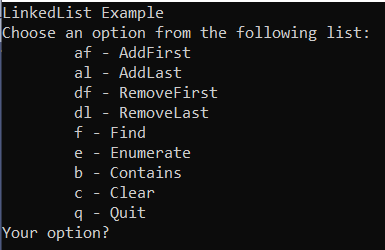 LinkedList Example
Choose an option from the following list:
af - AddFirst
al - AddLast
df - RemoveFirst
dl - RemoveLast
f - Find
e - Enumerate
b - Contains
c - Clear
q - Quit
Your option?